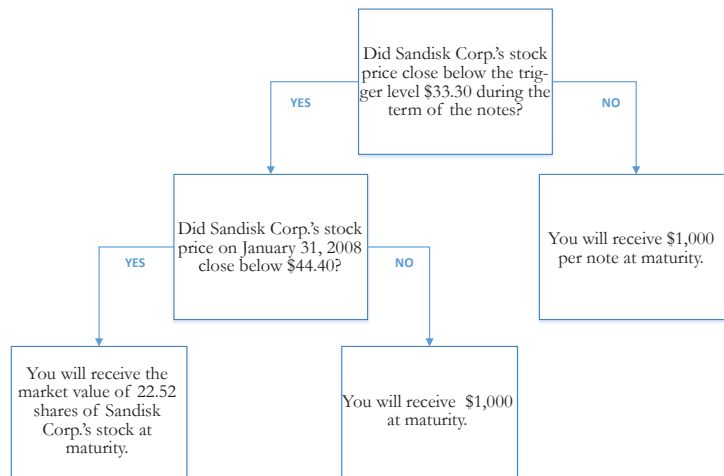 Did Sandisk Corp.'s stock
price close below the trig-
ger level $33.30 during the
term of the notes?
YES
NO
Did Sandisk Corp.'s stock
price on January 31, 2008
close below $44.40?
You will receive $1,000
per note at maturity.
YES
NO
You will receive the
market value of 22.52
shares of Sandisk
Corp.'s stock at
maturity.
You will receive $1,000
at maturity.